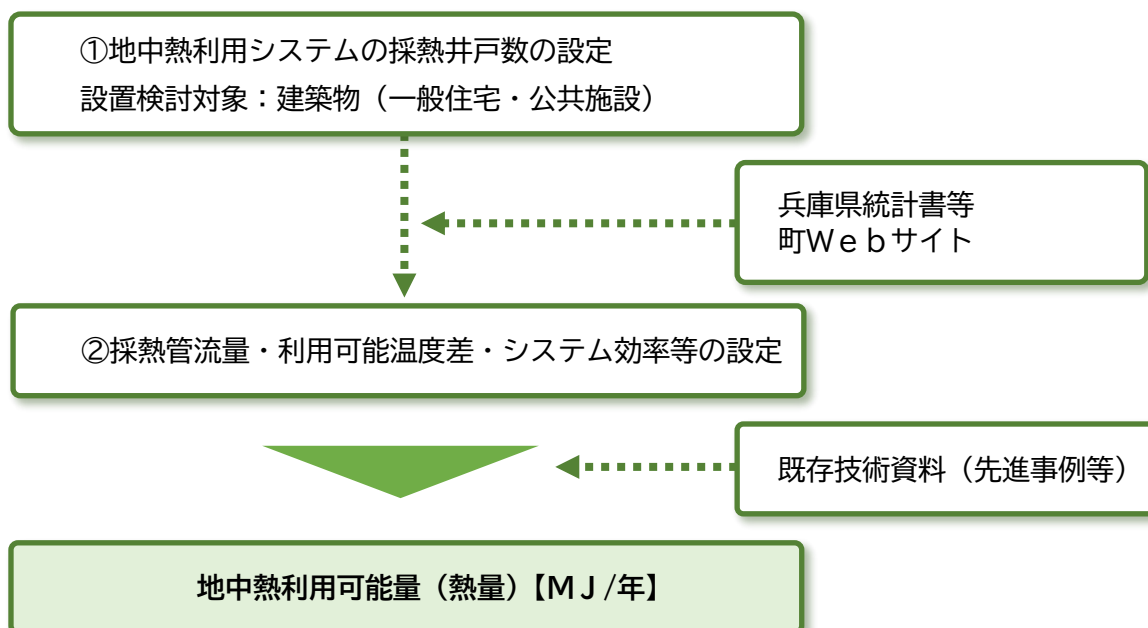 ①地中熱利用システムの採熱井戸数の設定
設置検討対象：建築物（一般住宅・公共施設）
兵庫県統計書等
町Ｗｅｂサイト
②採熱管流量・利用可能温度差・システム効率等の設定
既存技術資料（先進事例等）
地中熱利用可能量（熱量）【ＭＪ/年】